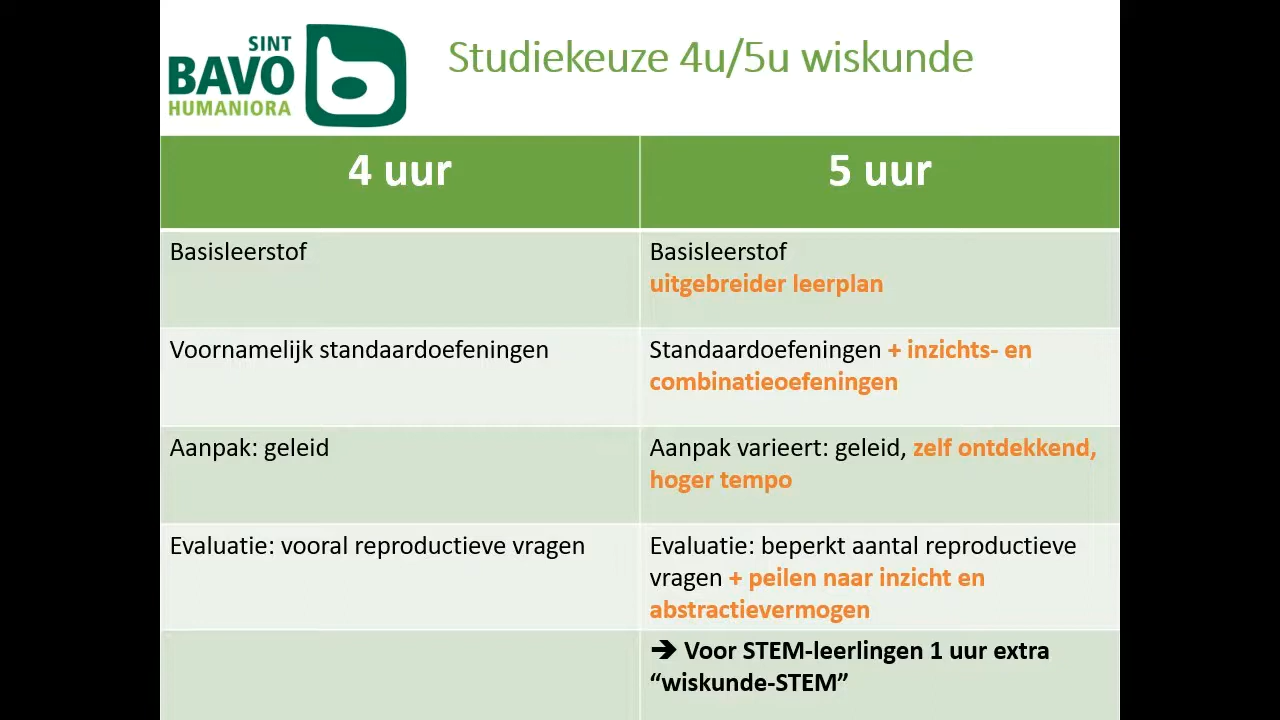 SINT
BAVO
HUMANIORA
Studiekeuze 4u/5u wiskunde
4 uur
5 uur
Basisleerstof
Basisleerstof
uitgebreider leerplan
Voornamelijk standaardoefeningen
Standaardoefeningen + inzichts- en
combinatieoefeningen
Aanpak: geleid
Aanpak varieert: geleid, zelf ontdekkend,
hoger tempo
Evaluatie: vooral reproductieve vragen
Evaluatie: beperkt aantal reproductieve
vragen + peilen naar inzicht en
abstractievermogen
➔ Voor STEM-leerlingen 1 uur extra
“wiskunde-STEM”